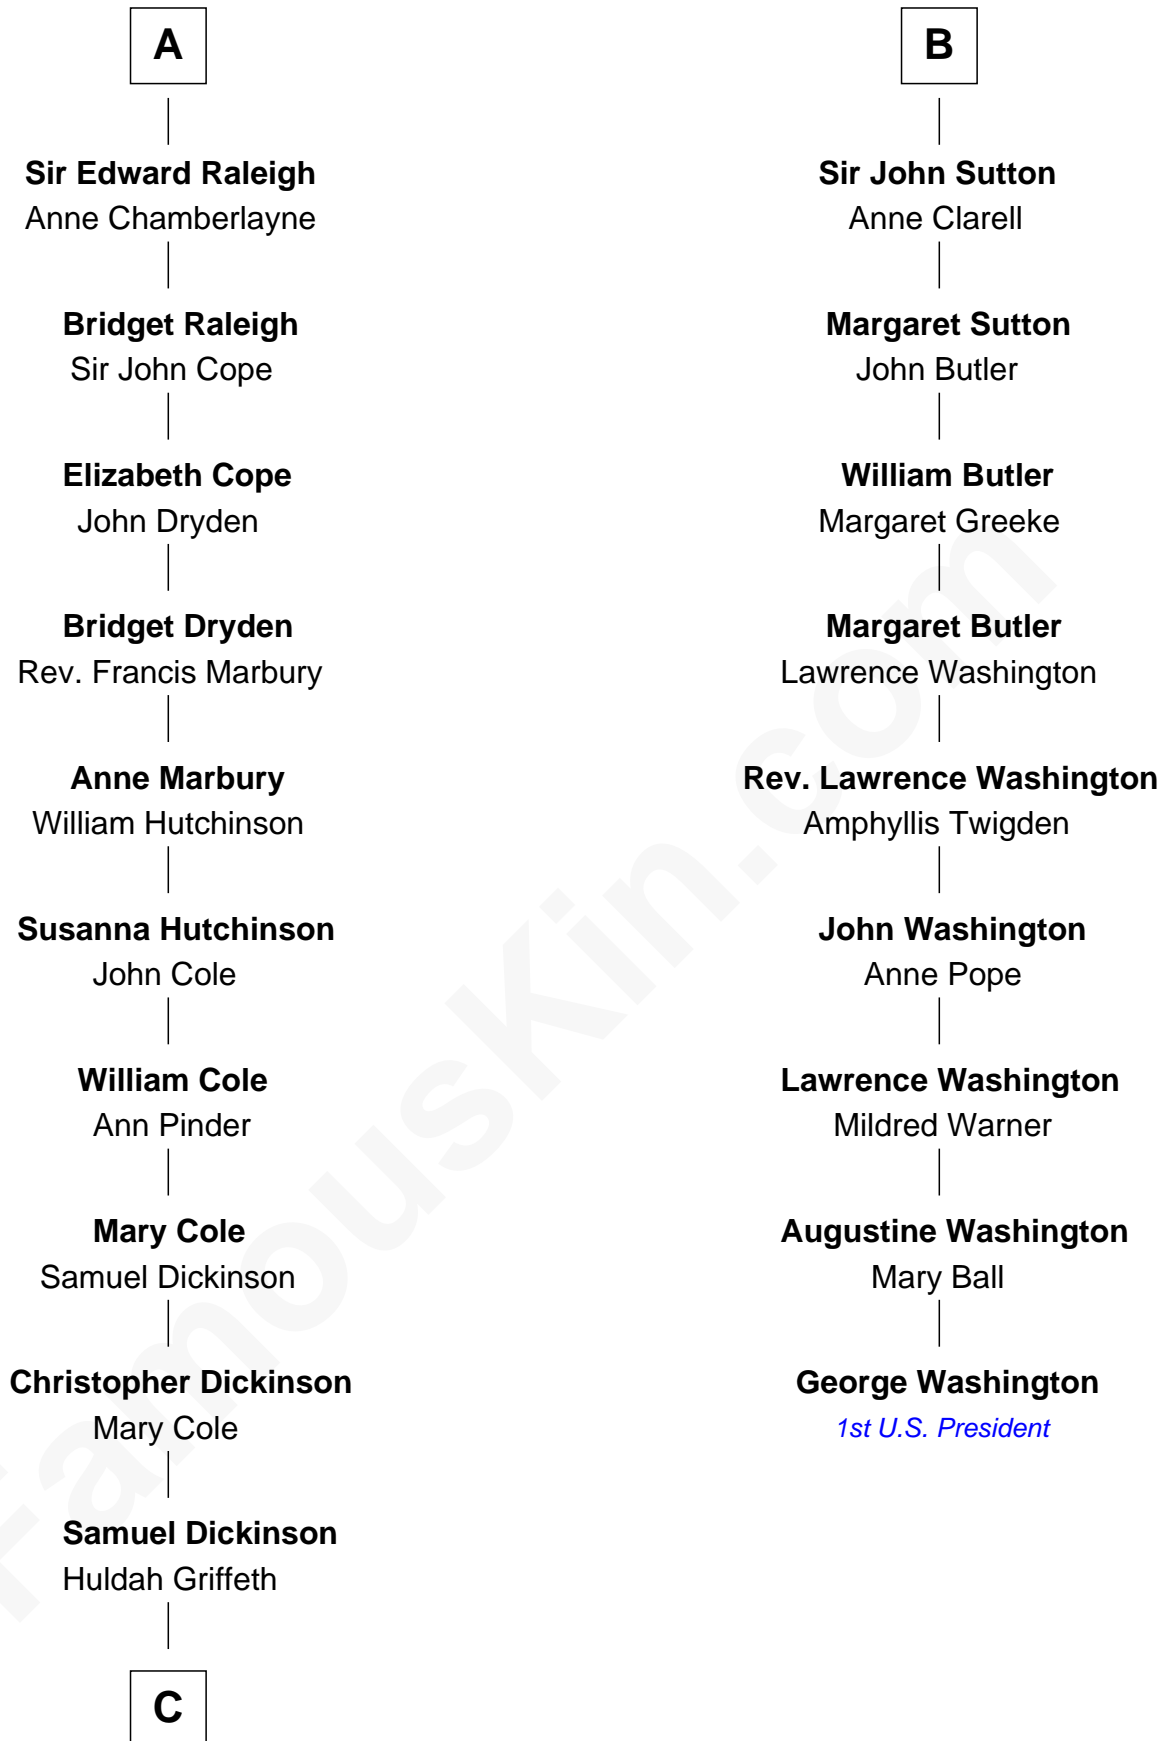 A
Sir Edward Raleigh
Anne Chamberlayne
Bridget Raleigh
Sir John Cope
Elizabeth Cope
John Dryden
Bridget Dryden
Rev. Francis Marbury
Anne Marbury
William Hutchinson
Susanna Hutchinson
John Cole
William Cole
Ann Pinder
Mary Cole
Samuel Dickinson
Christopher Dickinson
Mary Cole
Samuel Dickinson
Huldah Griffeth
C
B
Sir John Sutton
Anne Clarell
Margaret Sutton
John Butler
William Butler
Margaret Greeke
Margaret Butler
Lawrence Washington
Rev. Lawrence Washington
Amphyllis Twigden
John Washington
Anne Pope
Lawrence Washington
Mildred Warner
Augustine Washington
Mary Ball
George Washington
1st U.S. President
FamousKin.com